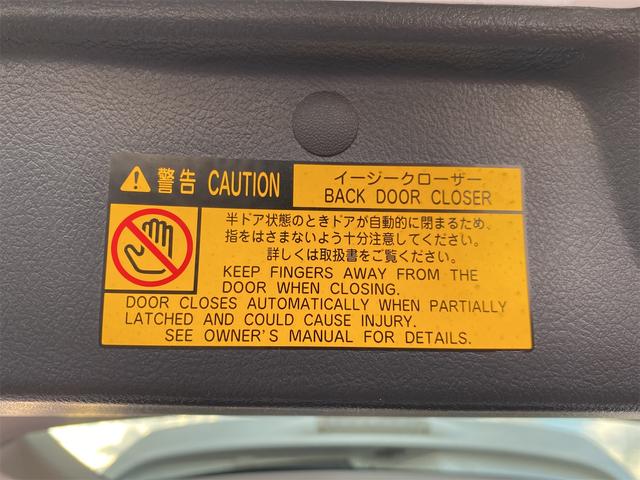 警告 CAUTION
イージークローザー
BACK DOOR CLOSER
半ドア状態のときドアが自動的に閉まるため、
指をはさまないよう十分注意してください。
詳しくは取扱書をご覧ください。
KEEP FINGERS AWAY FROM THE
DOOR WHEN CLOSING.
DOOR CLOSES AUTOMATICALLY WHEN PARTIALLY
LATCHED AND COULD CAUSE INJURY.
SEE OWNER'S MANUAL FOR DETAILS.